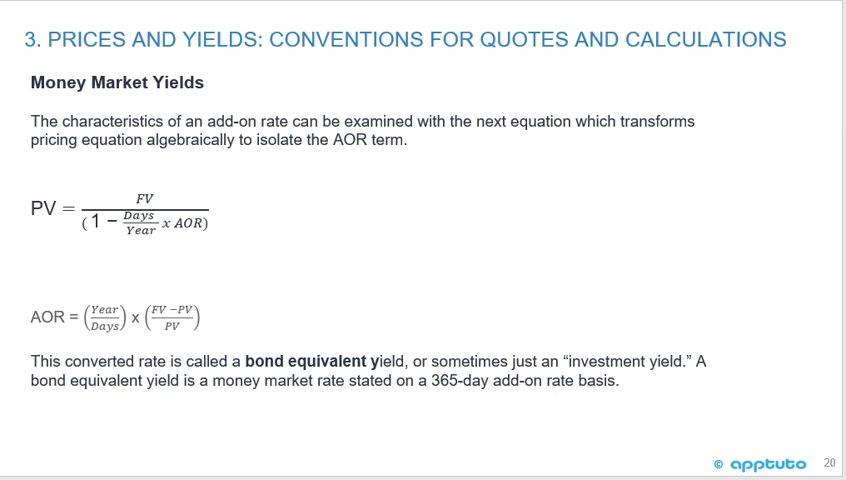 3. PRICES AND YIELDS: CONVENTIONS FOR QUOTES AND CALCULATIONS
Money Market Yields
The characteristics of an add-on rate can be examined with the next equation which transforms
pricing equation algebraically to isolate the AOR term.
PV = FV / (1 − Days/Year x AOR)
AOR = (Year/Days) x (FV −PV/PV)
This converted rate is called a bond equivalent yield, or sometimes just an “investment yield.” A
bond equivalent yield is a money market rate stated on a 365-day add-on rate basis.
© apptuto 20